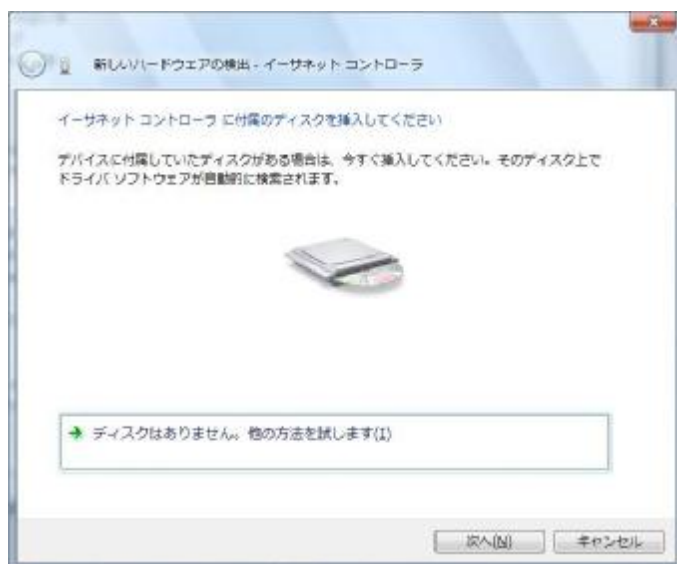 新しいハードウェアの検出 - イーサネット コントローラ
イーサネット コントローラ に付属のディスクを挿入してください
デバイスに付属していたディスクがある場合は、今すぐ挿入してください。そのディスク上で
ドライバ ソフトウェアが自動的に検索されます。
ディスクはありません。他の方法を試します(I)
次へ(N)
キャンセル